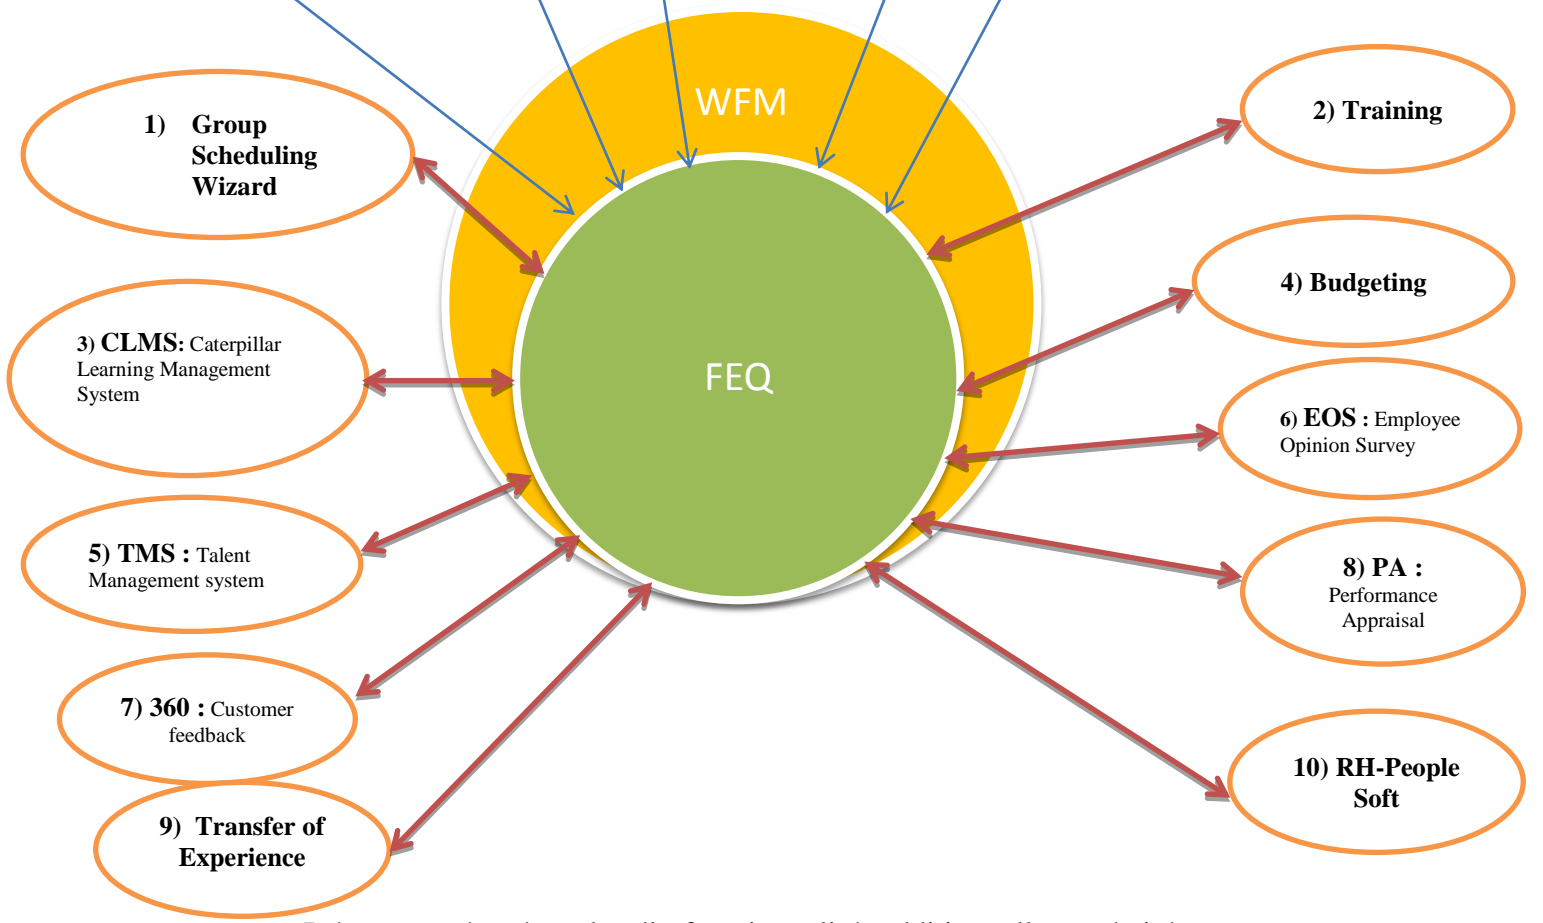 WFM
FEQ
1) Group
Scheduling
Wizard
2) Training
3) CLMS: Caterpillar
Learning Management
System
4) Budgeting
5) TMS : Talent
Management system
6) EOS : Employee
Opinion Survey
7) 360 : Customer
feedback
8) PA :
Performance
Appraisal
9) Transfer of
Experience
10) RH-People
Soft